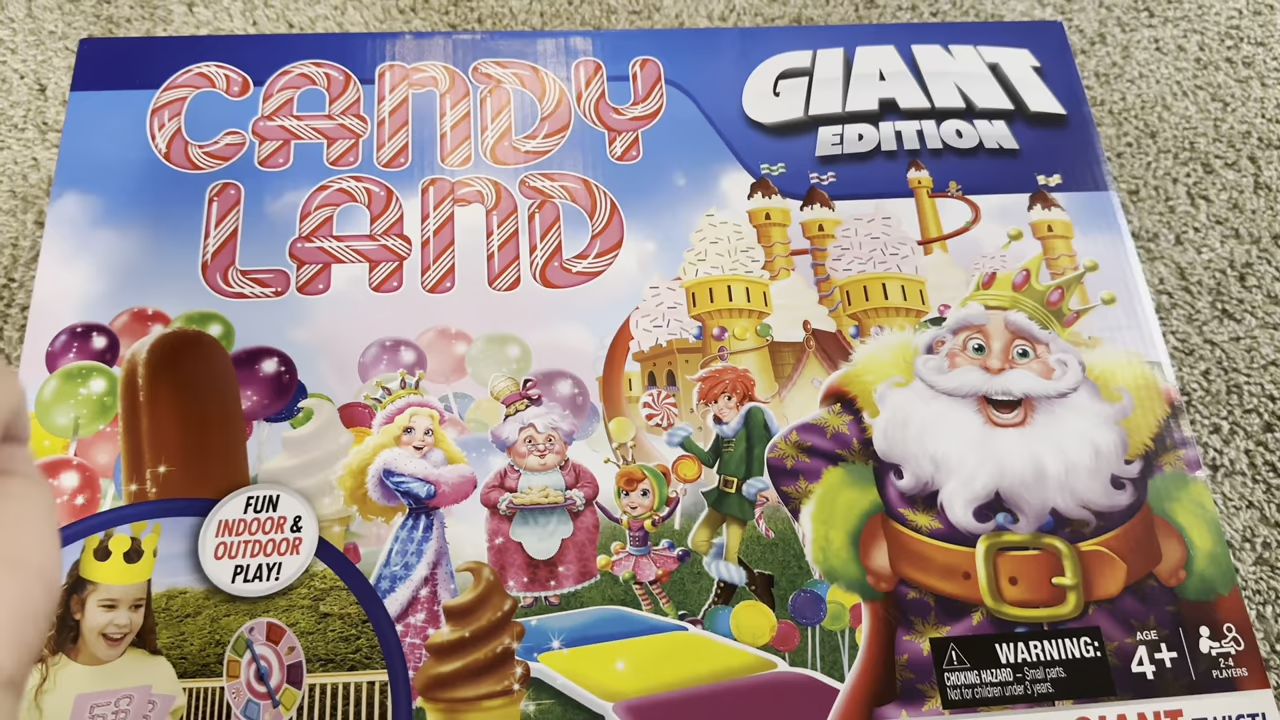 CANDY
LAND
GIANT
EDITION
FUN
INDOOR &
OUTDOOR
PLAY!
WARNING:
CHOKING HAZARD – Small parts.
Not for children under 3 years.
AGE
4+
2-4
PLAYERS
GIANT